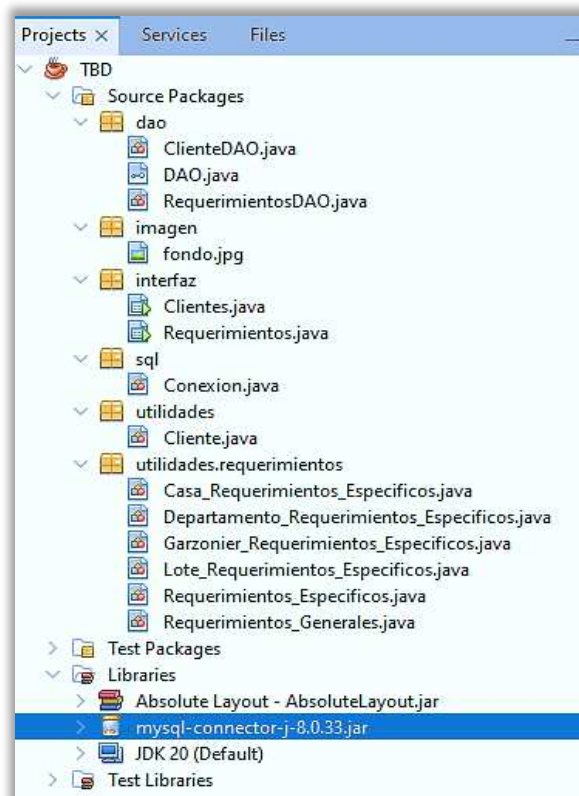 Projects × Services Files
TBD
Source Packages
dao
ClienteDAO.java
DAO.java
RequerimientosDAO.java
imagen
fondo.jpg
interfaz
Clientes.java
Requerimientos.java
sql
Conexion.java
utilidades
Cliente.java
utilidades.requerimientos
Casa_Requerimientos_Especificos.java
Departamento_Requerimientos_Especificos.java
Garzonier_Requerimientos_Especificos.java
Lote_Requerimientos_Especificos.java
Requerimientos_Especificos.java
Requerimientos_Generales.java
Test Packages
Libraries
Absolute Layout - AbsoluteLayout.jar
mysql-connector-j-8.0.33.jar
JDK 20 (Default)
Test Libraries